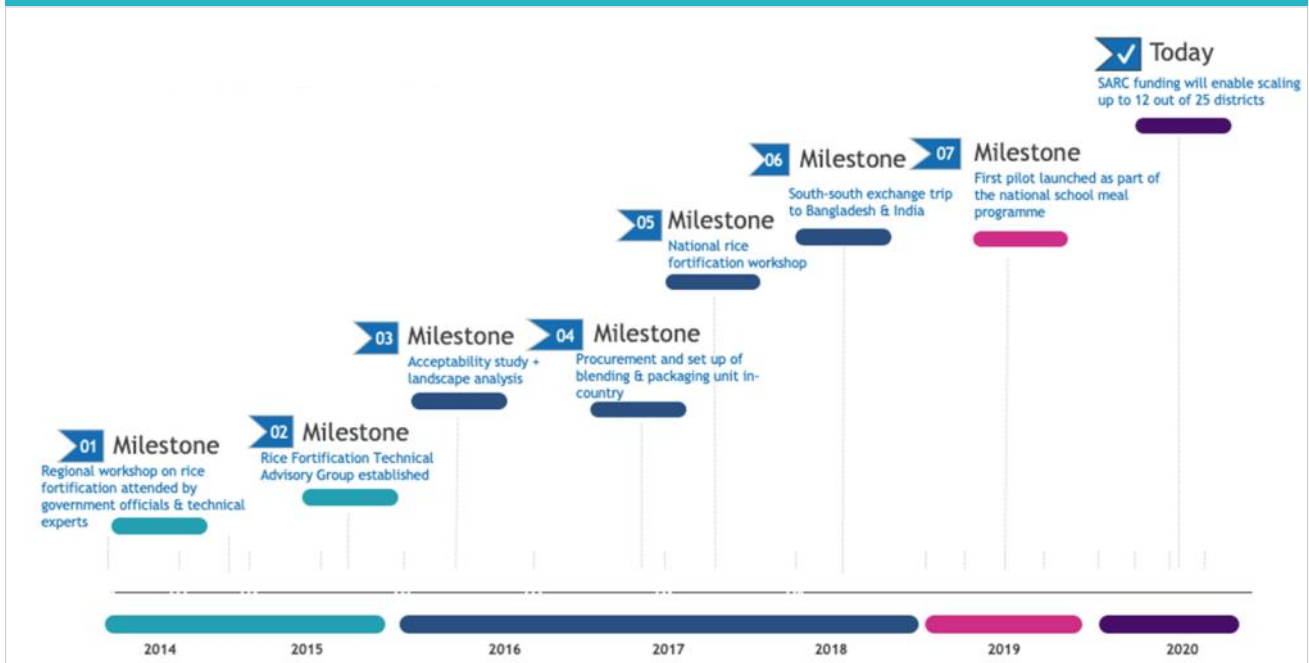 Today
SARC funding will enable scaling
up to 12 out of 25 districts
06
Milestone
South-south exchange trip
to Bangladesh & India
07
Milestone
First pilot launched as part of
the national school meal
programme
05
Milestone
National rice
fortification workshop
03
Milestone
Acceptability study +
landscape analysis
04
Milestone
Procurement and set up of
blending & packaging unit in-
country
01
Milestone
Regional workshop on rice
fortification attended by
government officials & technical
experts
02
Milestone
Rice Fortification Technical
Advisory Group established
2014 2015 2016 2017 2018 2019 2020